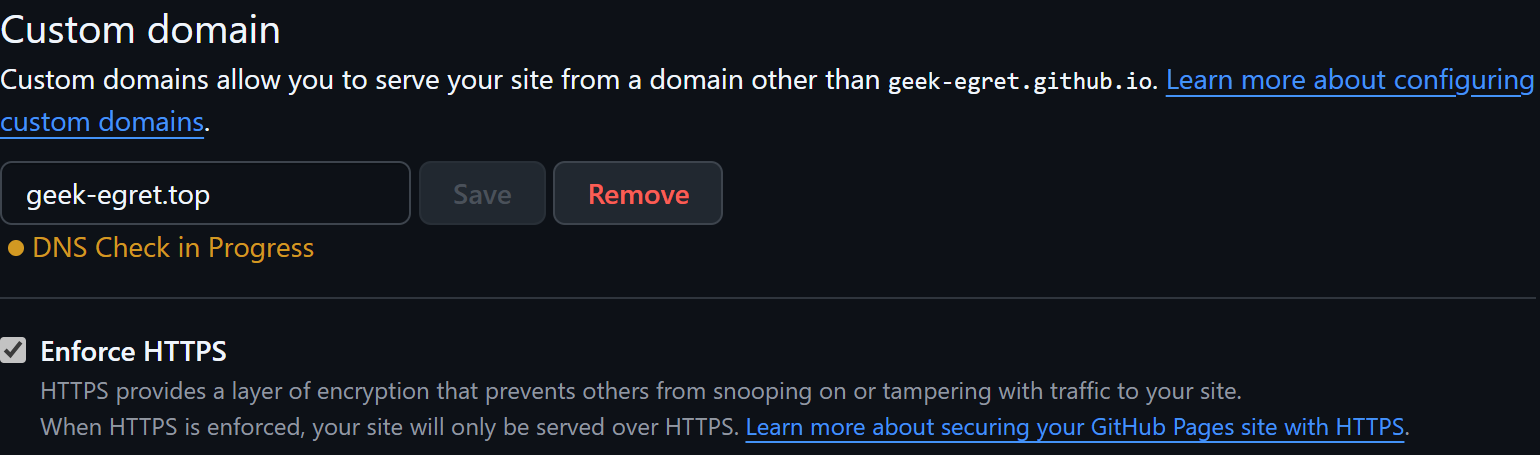 Custom domain
Custom domains allow you to serve your site from a domain other than geek-egret.github.io. Learn more about configuring
custom domains.
geek-egret.top Save Remove
DNS Check in Progress
Enforce HTTPS
HTTPS provides a layer of encryption that prevents others from snooping on or tampering with traffic to your site.
When HTTPS is enforced, your site will only be served over HTTPS. Learn more about securing your GitHub Pages site with HTTPS.